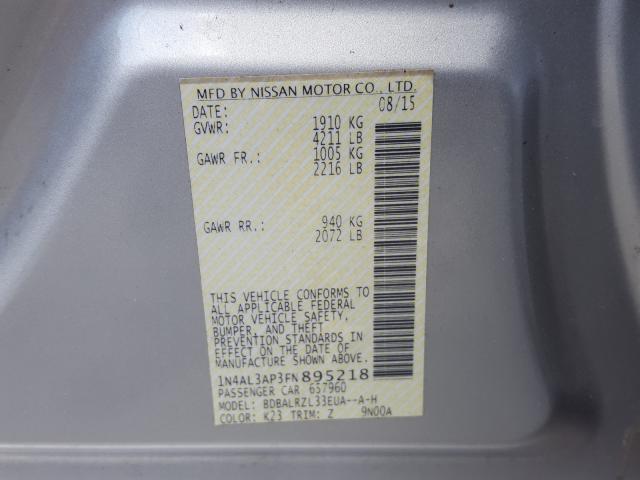 MFD BY NISSAN MOTOR CO., LTD.
DATE: 08/15
GVWR: 1910 KG
4211 LB
GAWR FR.: 1005 KG
2216 LB
GAWR RR.: 940 KG
2072 LB
THIS VEHICLE CONFORMS TO
ALL APPLICABLE FEDERAL
MOTOR VEHICLE SAFETY,
BUMPER, AND THEFT
PREVENTION STANDARDS IN
EFFECT ON THE DATE OF
MANUFACTURE SHOWN ABOVE.
1N4AL3AP3FN895218
PASSENGER CAR 657960
MODEL: BDBALRZL33EUA--A-H
COLOR: K23 TRIM: Z 9N00A